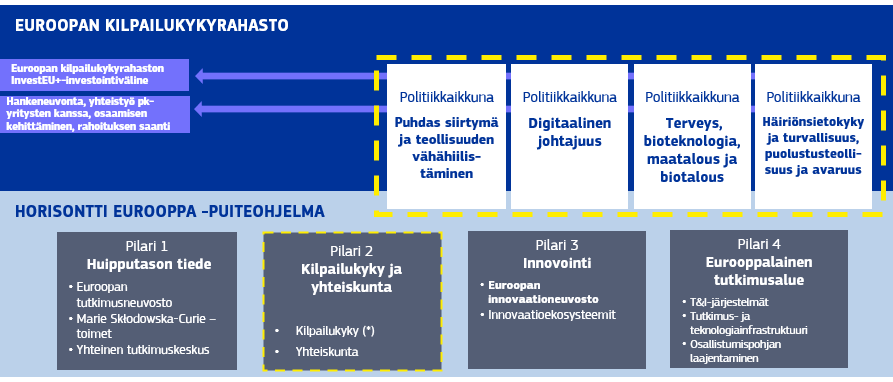 EUROOPAN KILPAILUKYKYRAHASTO
Euroopan kilpailukykyrahaston
InvestEU+-investointiväline
Hankeneuvonta, yhteistyö pk-
yritysten kanssa, osaamisen
kehittäminen, rahoituksen saanti
Politiikkaikkuna
Puhdas siirtymä
ja teollisuuden
vähähiilis-
täminen
Politiikkaikkuna
Digitaalinen
johtajuus
Politiikkaikkuna
Terveys,
bioteknologia,
maatalous ja
biotalous
Politiikkaikkuna
Häiriönsietokyky
ja turvallisuus,
puolustusteolli-
suus ja avaruus
HORISONTTI EUROOPPA -PUITEOHJELMA
Pilari 1
Huipputason tiede
• Euroopan
tutkimusneuvosto
• Marie Skłodowska-Curie –
toimet
• Yhteinen tutkimuskeskus
Pilari 2
Kilpailukyky ja
yhteiskunta
• Kilpailukyky (*)
• Yhteiskunta
Pilari 3
Innovointi
• Euroopan
innovaationeuvosto
• Innovaatioekosysteemit
Pilari 4
Eurooppalainen
tutkimusalue
• T&I-järjestelmät
• Tutkimus- ja
teknologiainfrastruktuuri
• Osallistumispohjan
laajentaminen